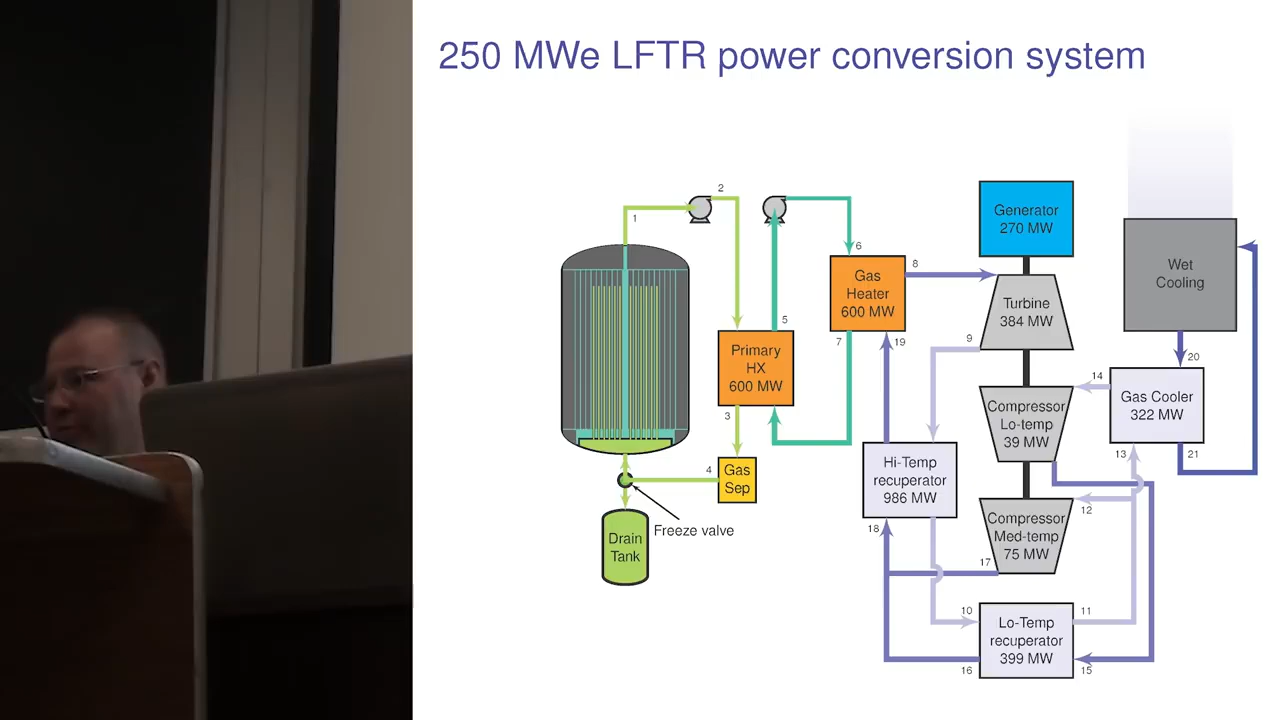 250 MWe LFTR power conversion system
1
2
Primary
HX
600 MW
3
Gas
Sep
4
Freeze valve
Drain
Tank
5
6
Gas
Heater
600 MW
7
8
19
Generator
270 MW
Turbine
384 MW
9
Compressor
Lo-temp
39 MW
14
Compressor
Med-temp
75 MW
12
17
Hi-Temp
recuperator
986 MW
18
10
Lo-Temp
recuperator
399 MW
11
16
15
Wet
Cooling
20
Gas Cooler
322 MW
13
21